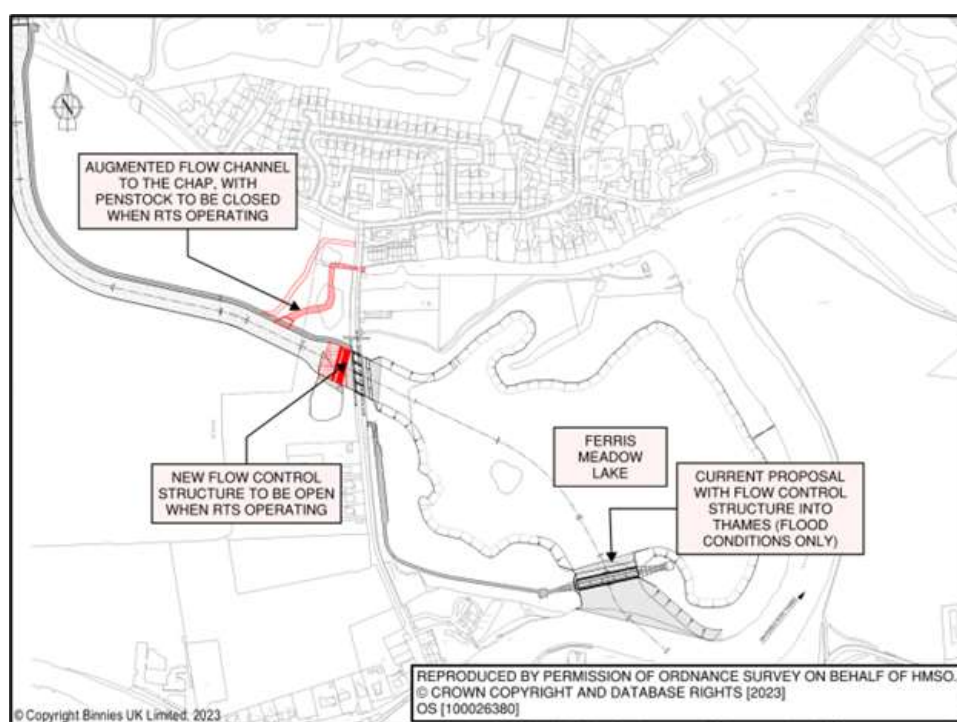 AUGMENTED FLOW CHANNEL
TO THE CHAP, WITH
PENSTOCK TO BE CLOSED
WHEN RTS OPERATING
NEW FLOW CONTROL
STRUCTURE TO BE OPEN
WHEN RTS OPERATING
FERRIS
MEADOW
LAKE
CURRENT PROPOSAL
WITH FLOW CONTROL
STRUCTURE INTO
THAMES (FLOOD
CONDITIONS ONLY)
REPRODUCED BY PERMISSION OF ORDNANCE SURVEY ON BEHALF OF HMSO.
© CROWN COPYRIGHT AND DATABASE RIGHTS [2023]
OS [100026380]
© Copyright Binnies UK Limited, 2023